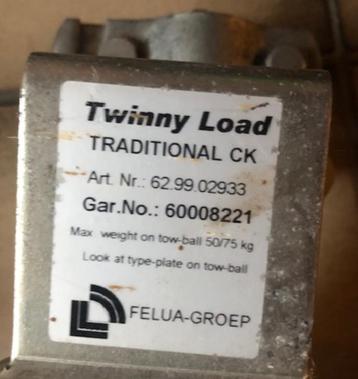 Twinny Load
TRADITIONAL CK
Art. Nr.: 62.99.02933
Gar.No.: 60008221
Max weight on tow-ball 50/75 kg
Look at type-plate on tow-ball
FELUA-GROEP